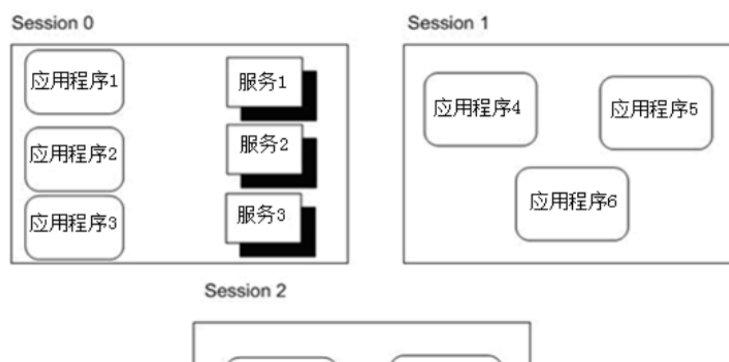 Session 0
应用程序1
服务1
应用程序2
服务2
应用程序3
服务3
Session 1
应用程序4
应用程序5
应用程序6
Session 2